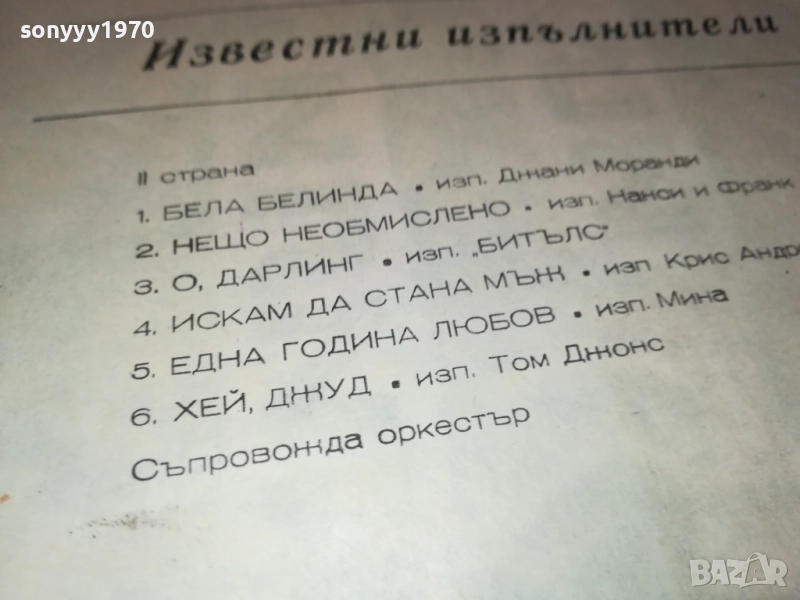 sonyyy1970
Известни изпълнители
II страна
1. БЕЛА БЕЛИНДА • изп. Джани Моранди
2. НЕЩО НЕОБМИСЛЕНО • изп. Нанси и Франк
3. О, ДАРЛИНГ • изп. „БИТЪЛС"
4. ИСКАМ ДА СТАНА МЪЖ • изп Крис
5. ЕДНА ГОДИНА ЛЮБОВ • изп. Мина
6. ХЕЙ, ДЖУД • изп. Том Джонс
Съпровожда оркестър
BAZAR